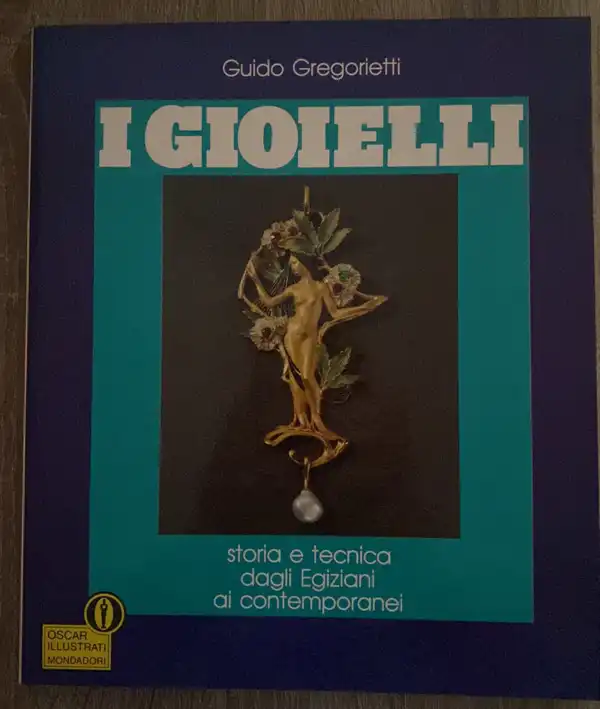 Guido Gregorietti
I GIOIELLI
storia e tecnica
dagli Egiziani
ai contemporanei
OSCAR
ILLUSTRATI
MONDADORI